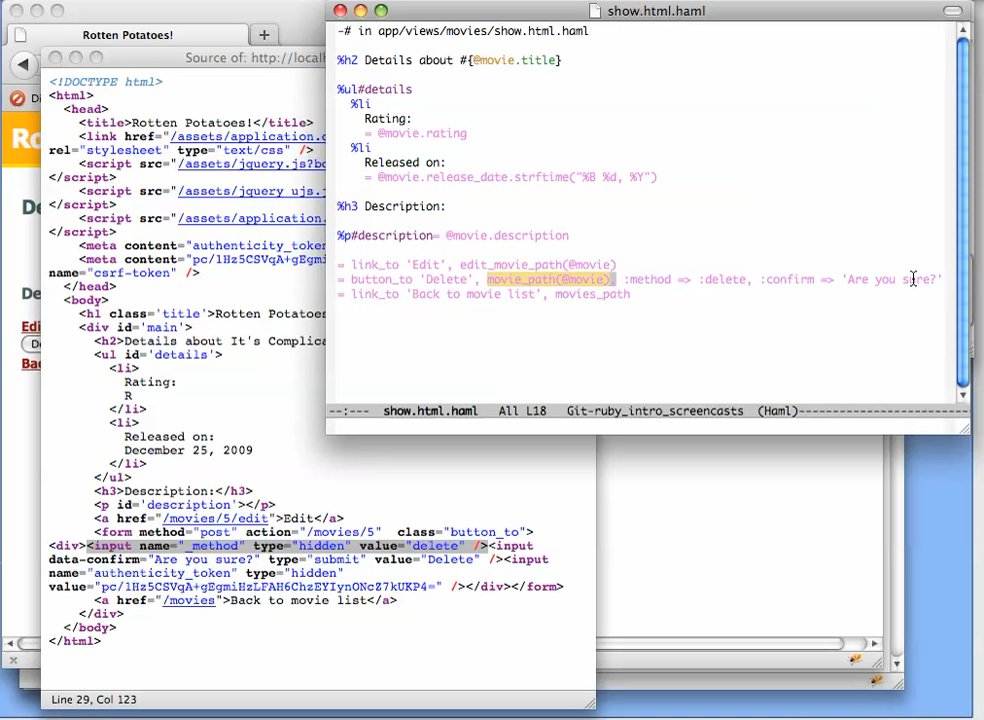 show.html.haml
-# in app/views/movies/show.html.haml
%h2 Details about #{@movie.title}
%ul#details
%li
Rating:
= @movie.rating
%li
Released on:
= @movie.release_date.strftime("%B %d, %Y")
%h3 Description:
%p#description= @movie.description
= link_to 'Edit', edit_movie_path(@movie)
= button_to 'Delete', movie_path(@movie), :method => :delete, :confirm => 'Are you sure?'
= link_to 'Back to movie list', movies_path
--:--- show.html.haml All L18 Git-ruby_intro_screencasts (Haml)
Rotten Potatoes!
Source of: http://localh
<!DOCTYPE html>
<html>
<head>
<title>Rotten Potatoes!</title>
<link href="/assets/application.c
rel="stylesheet" type="text/css" />
<script src="/assets/jquery.js?bo
</script>
<script src="/assets/jquery_ujs.j
</script>
<script src="/assets/application.
</script>
<meta content="authenticity_token
<meta content="pc/1Hz5CSVqA+gEgmi
name="csrf-token" />
</head>
<body>
<h1 class='title'>Rotten Potatoes
<div id='main'>
<h2>Details about It's Complica
<ul id='details'>
<li>
Rating:
R
</li>
<li>
Released on:
December 25, 2009
</li>
</ul>
<h3>Description:</h3>
<p id='description'></p>
<a href="/movies/5/edit">Edit</a>
<form method="post" action="/movies/5" class="button_to">
<div><input name="_method" type="hidden" value="delete" /><input
data-confirm="Are you sure?" type="submit" value="Delete" /><input
name="authenticity_token" type="hidden"
value="pc/1Hz5CSVqA+gEgmiHzLFAH6ChzEYIynONcZ7kUKP4=" /></div></form>
<a href="/movies">Back to movie list</a>
</div>
</body>
</html>
Line 29, Col 123
Di
Ro
De
De
Edi
De
Bac